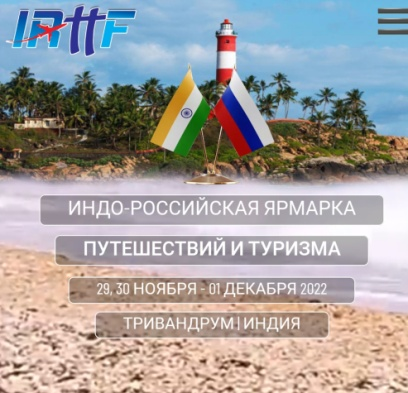 IRTTF
ИНДО-РОССИЙСКАЯ ЯРМАРКА
ПУТЕШЕСТВИЙ И ТУРИЗМА
29, 30 НОЯБРЯ - 01 ДЕКАБРЯ 2022
ТРИВАНДРУМ | ИНДИЯ